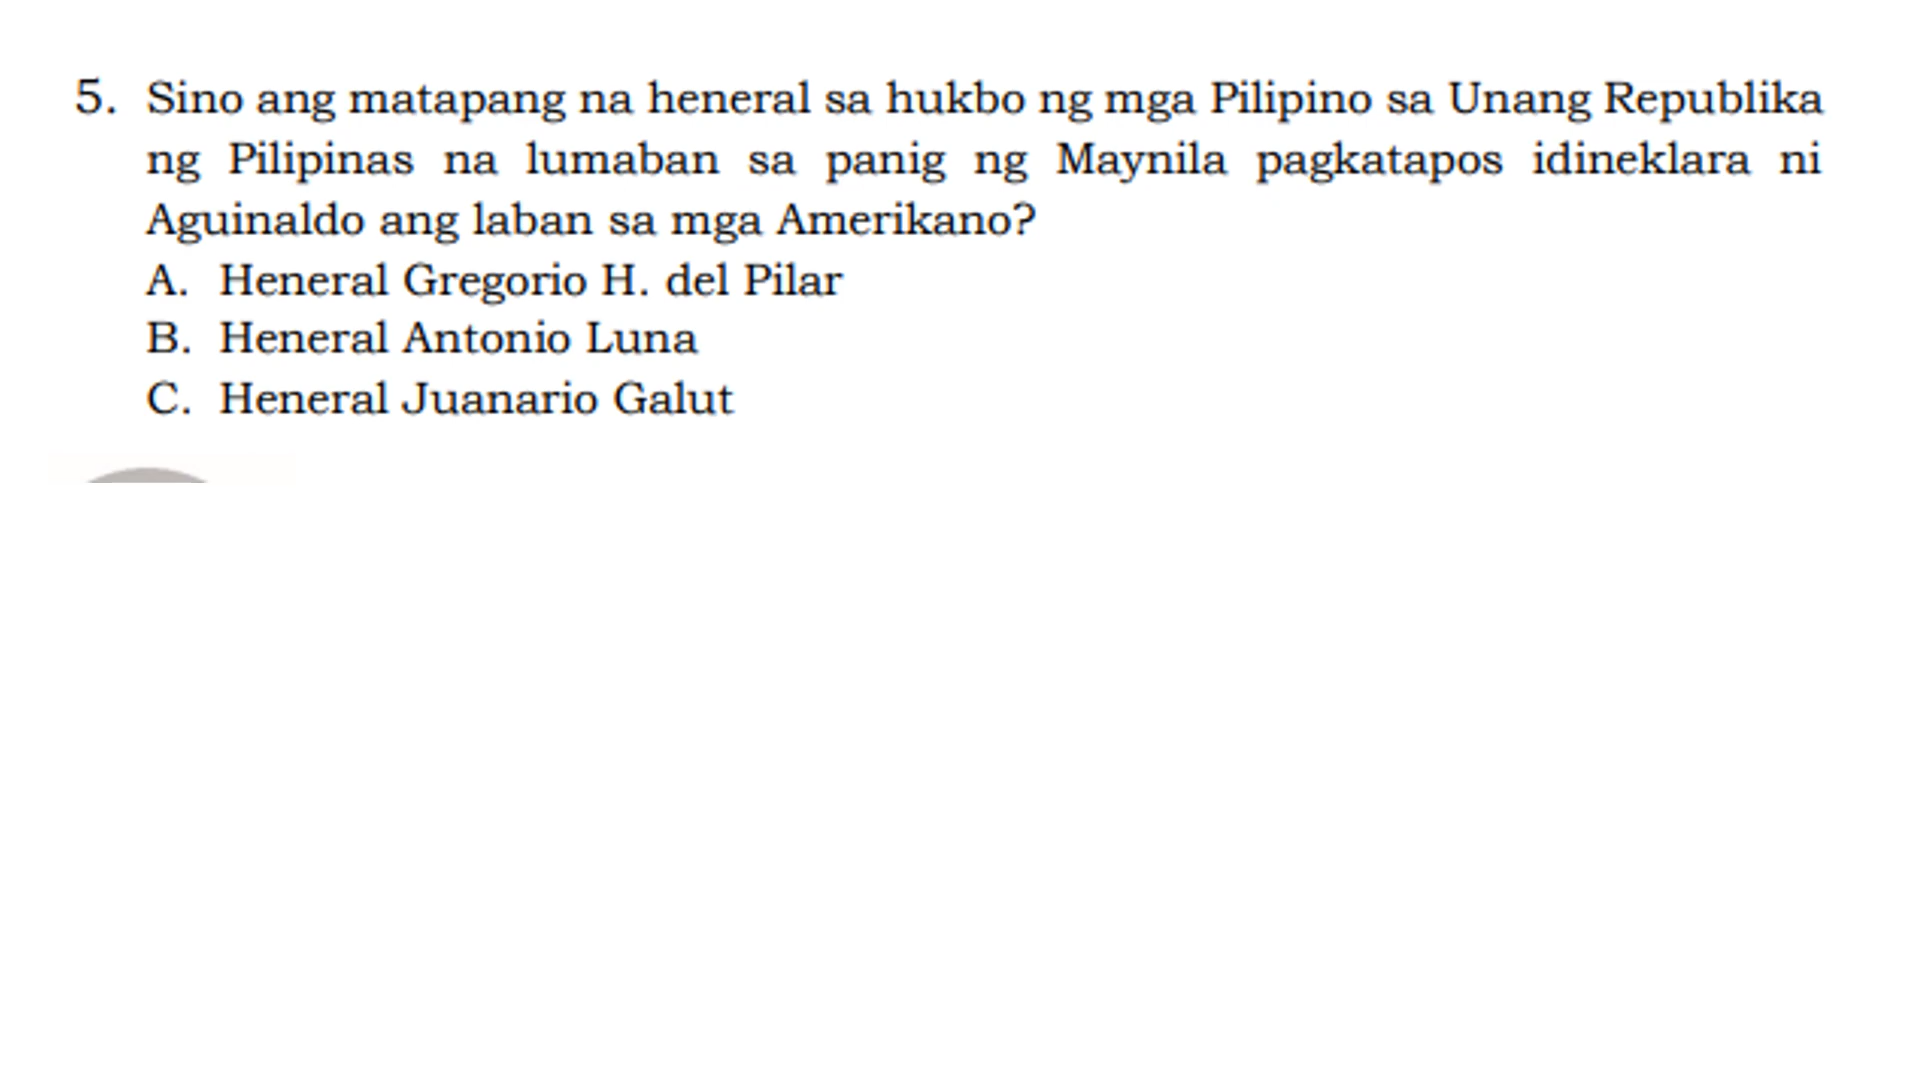 5. Sino ang matapang na heneral sa hukbo ng mga Pilipino sa Unang Republika
ng Pilipinas na lumaban sa panig ng Maynila pagkatapos idineklara ni
Aguinaldo ang laban sa mga Amerikano?
A. Heneral Gregorio H. del Pilar
B. Heneral Antonio Luna
C. Heneral Juanario Galut